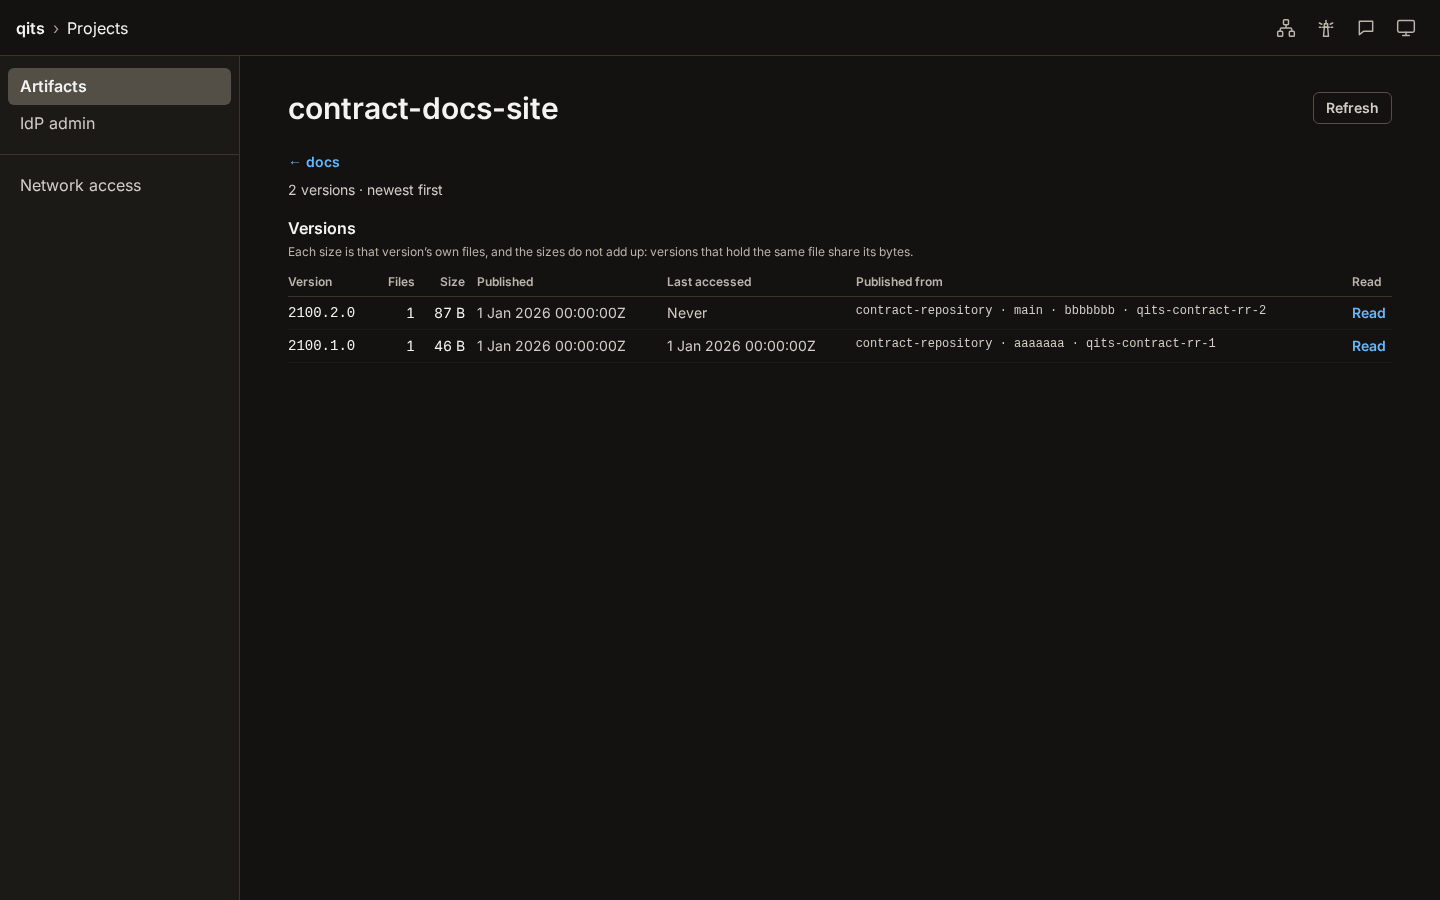 qits › Projects
Artifacts
IdP admin
Network access
contract-docs-site
Refresh
← docs
2 versions · newest first
Versions
Each size is that version’s own files, and the sizes do not add up: versions that hold the same file share its bytes.
Version Files Size Published Last accessed Published from Read
2100.2.0 1 87 B 1 Jan 2026 00:00:00Z Never contract-repository · main · bbbbbbb · qits-contract-rr-2 Read
2100.1.0 1 46 B 1 Jan 2026 00:00:00Z 1 Jan 2026 00:00:00Z contract-repository · aaaaaaa · qits-contract-rr-1 Read